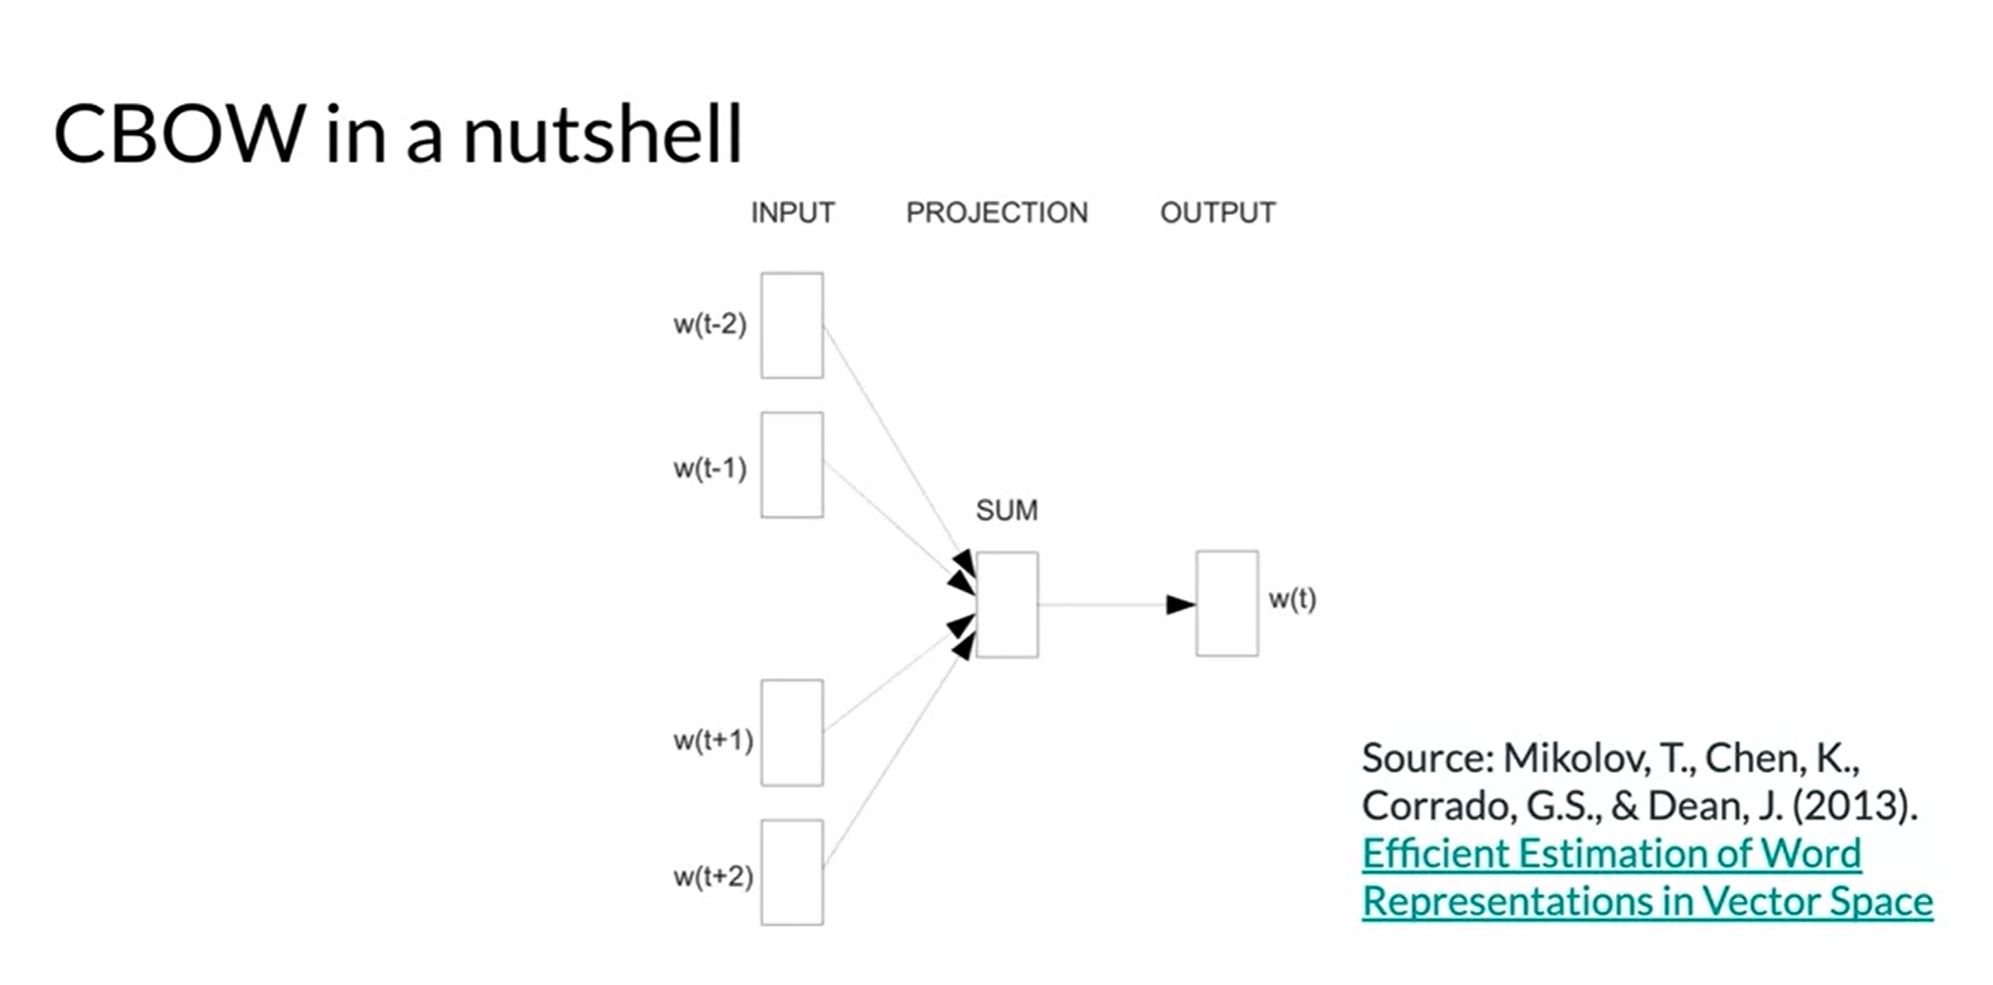 CBOW in a nutshell
INPUT PROJECTION OUTPUT
w(t-2)
w(t-1)
SUM
w(t)
w(t+1)
w(t+2)
Source: Mikolov, T., Chen, K.,
Corrado, G.S., & Dean, J. (2013).
Efficient Estimation of Word
Representations in Vector Space